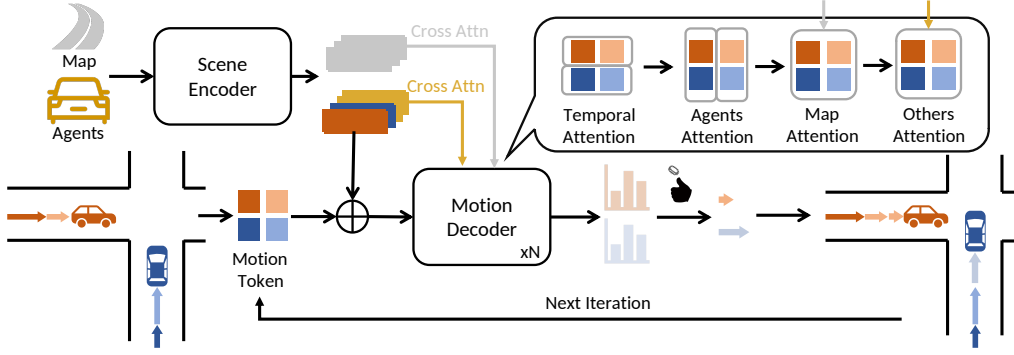 Map
Agents
Scene
Encoder
Cross Attn
Cross Attn
Temporal
Attention
Agents
Attention
Map
Attention
Others
Attention
Motion
Token
Motion
Decoder
xN
Next Iteration